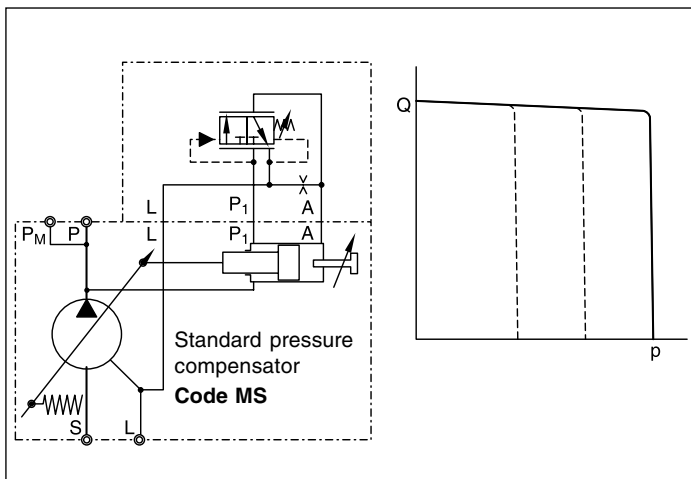 Q
L
P1
A
L
P1
A
PM
P
Standard pressure
compensator
Code MS
S
L
p